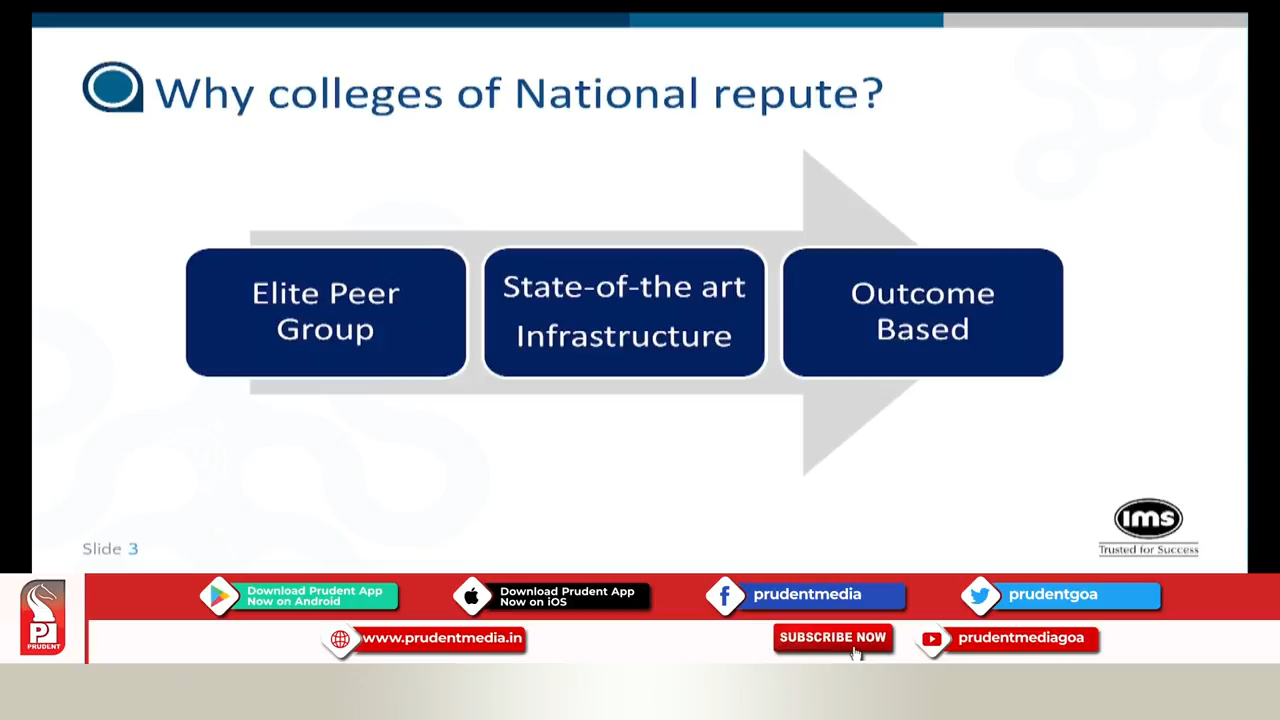 Why colleges of National repute?
Elite Peer
Group
State-of-the art
Infrastructure
Outcome
Based
ims
Trusted for Success
Slide 3
Download Prudent App
Now on Android
Download Prudent App
Now on iOS
prudentmedia
prudentgoa
PRUDENT
www.prudentmedia.in
SUBSCRIBE NOW
prudentmediagoa